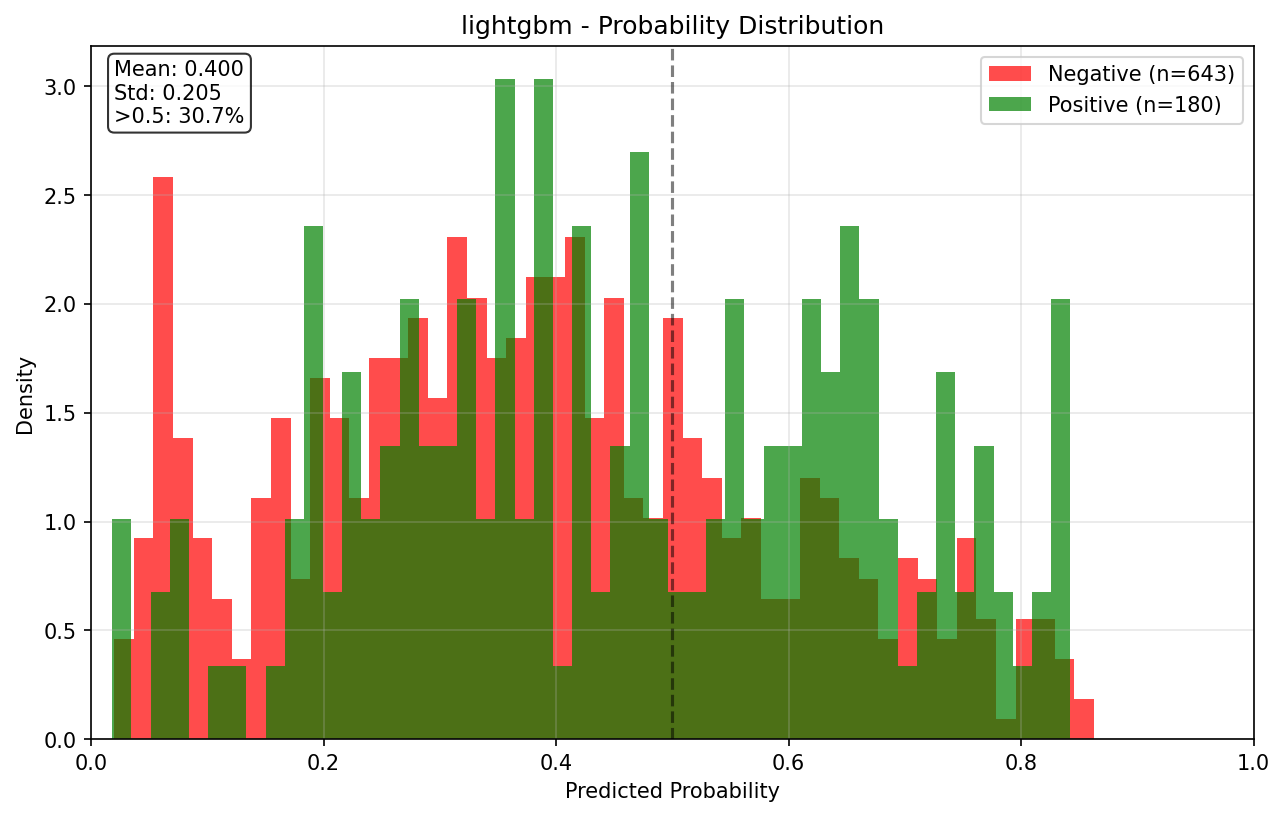 lightgbm - Probability Distribution
Mean: 0.400
Std: 0.205
>0.5: 30.7%
Negative (n=643)
Positive (n=180)
3.0
2.5
2.0
1.5
1.0
0.5
0.0
Density
0.0 0.2 0.4 0.6 0.8 1.0
Predicted Probability